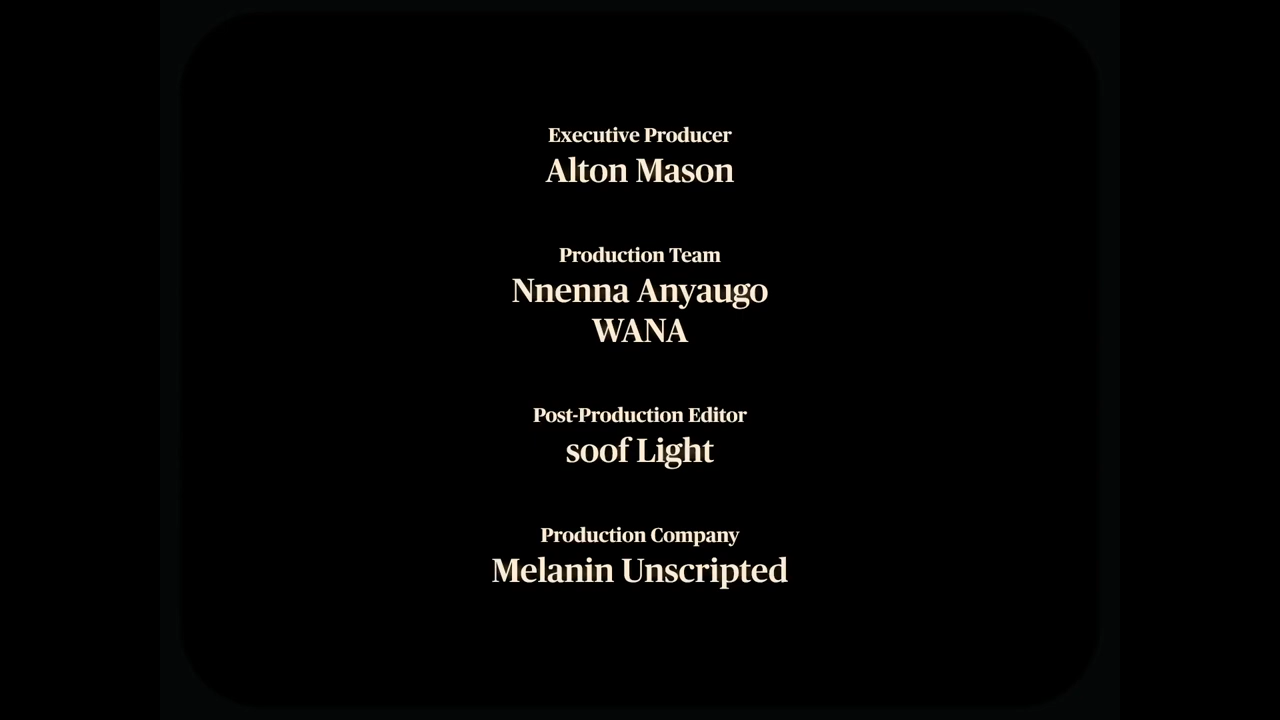 Executive Producer
Alton Mason
Production Team
Nnenna Anyaugo
WANA
Post-Production Editor
soof Light
Production Company
Melanin Unscripted